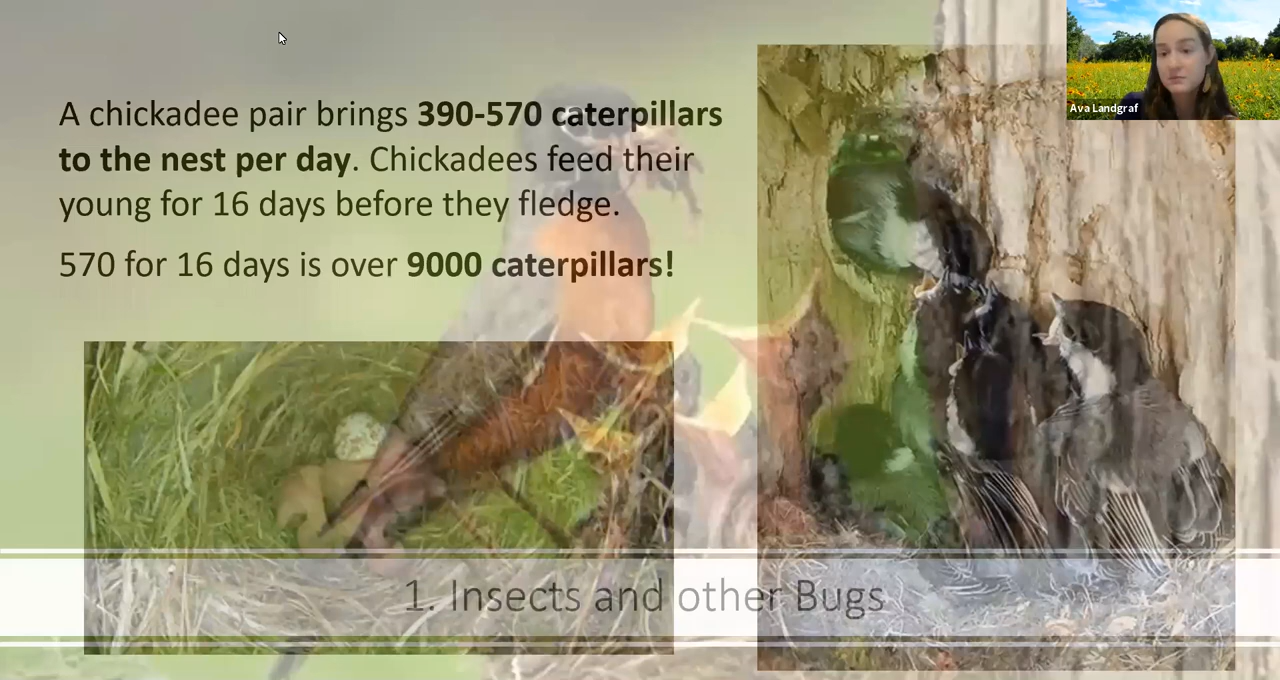 A chickadee pair brings 390-570 caterpillars
to the nest per day. Chickadees feed their
young for 16 days before they fledge.
570 for 16 days is over 9000 caterpillars!
Ava Landgraf
1. Insects and other Bugs